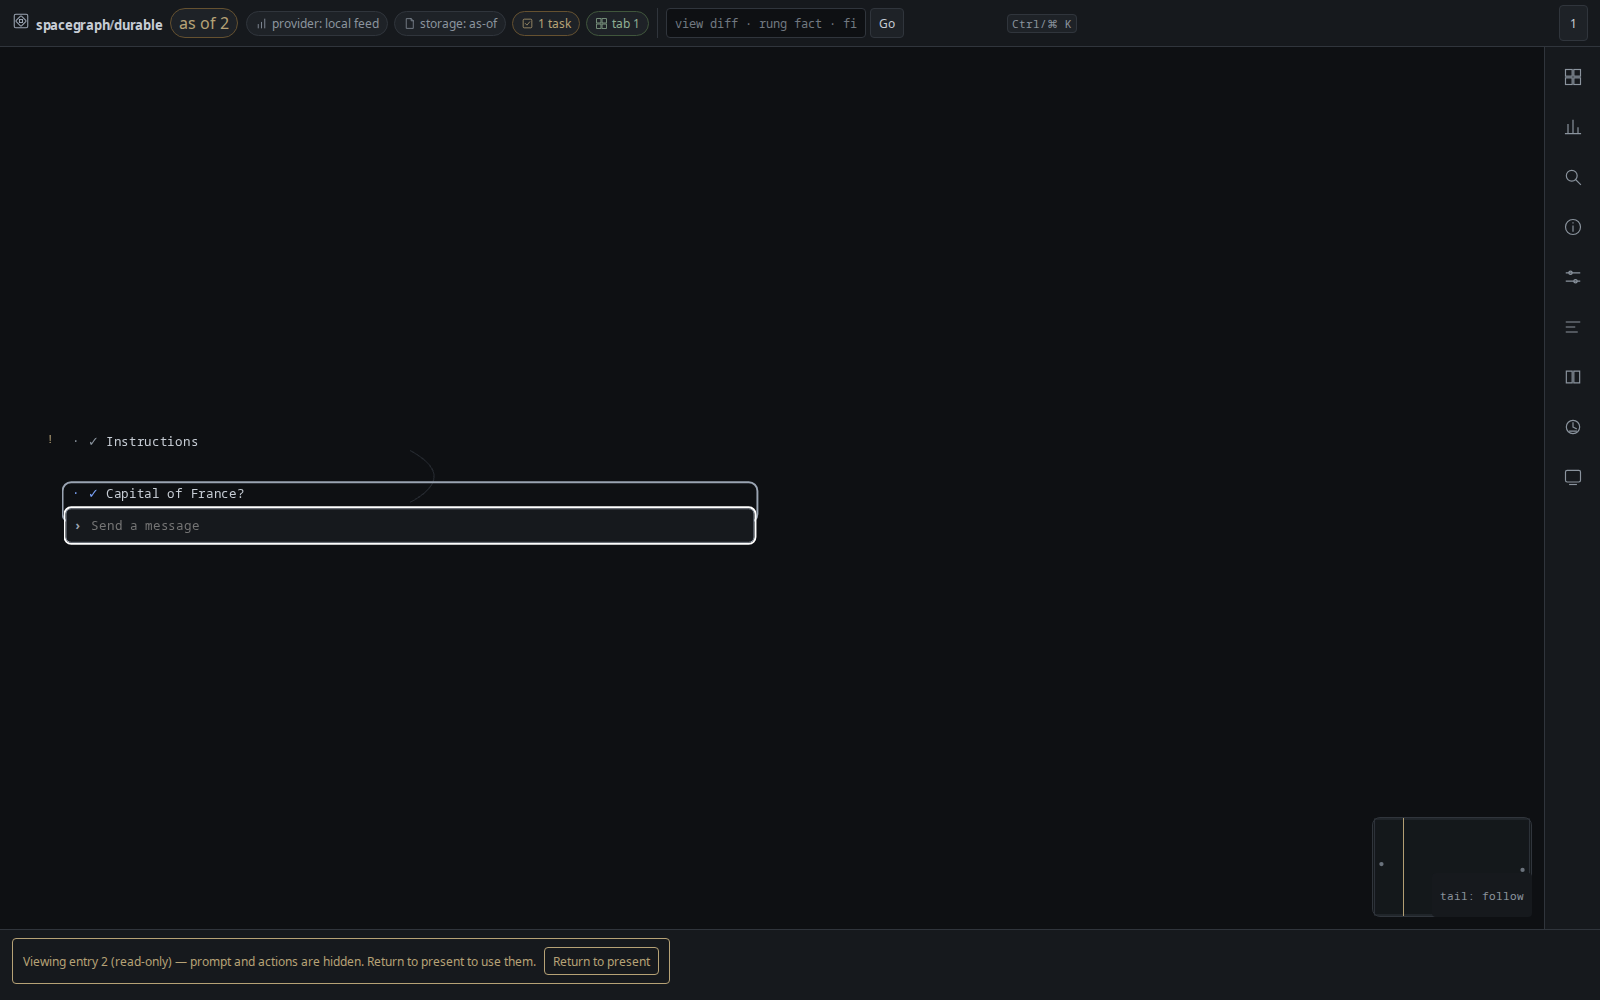 spacegraph/durable as of 2 provider: local feed storage: as-of 1 task tab 1 view diff · rung fact · fi Go Ctrl/⌘ K 1
! · ✓ Instructions
· ✓ Capital of France?
› Send a message
tail: follow
Viewing entry 2 (read-only) — prompt and actions are hidden. Return to present to use them. Return to present